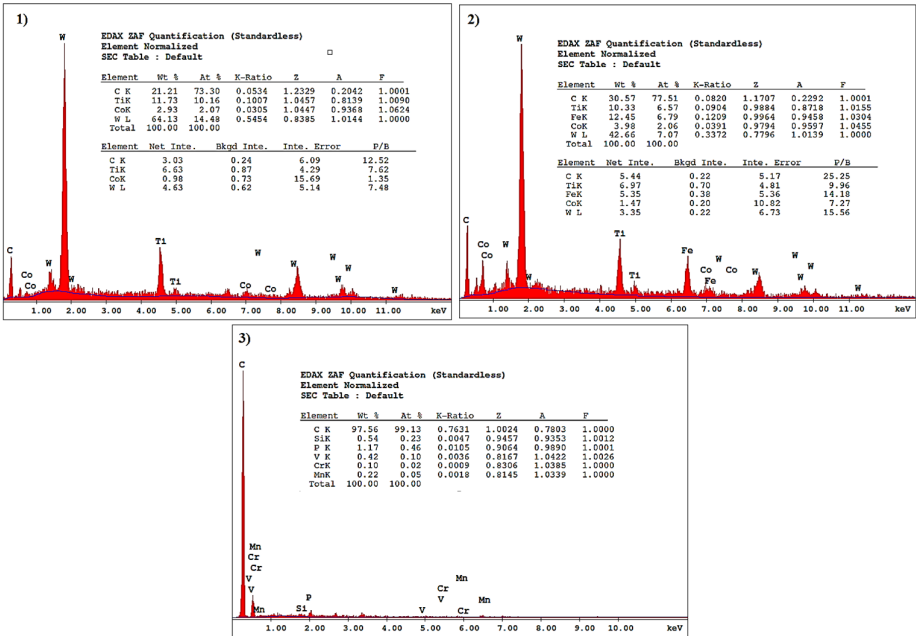 1)
EDAX ZAF Quantification (Standless)
Element Normalized
SEC Table : Default
Element Wt % At % K-Ratio Z A F
C K 21.21 73.30 0.0534 1.2329 0.2042 1.0001
TiK 11.73 10.16 0.1007 1.0457 0.8139 1.0090
CoK 2.93 2.07 0.0305 1.0447 0.9368 1.0624
W L 64.13 14.48 0.5454 0.8385 1.0144 1.0000
Total 100.00 100.00
Element Net Inte. Bkgd Inte. Inte. Error P/B
C K 3.03 0.24 6.09 12.52
TiK 6.63 0.87 4.29 7.62
CoK 0.98 0.73 15.69 1.35
W L 4.63 0.62 5.14 7.48
W
C
Co
Co
W
W
Ti
Ti
W
Co
Co
W
W
W
W
W
1.00 2.00 3.00 4.00 5.00 6.00 7.00 8.00 9.00 10.00 11.00 keV
2)
EDAX ZAF Quantification (Standardless)
Element Normalized
SEC Table : Default
Element Wt % At % K-Ratio Z A F
C K 30.57 77.51 0.0820 1.1707 0.2292 1.0001
TiK 10.33 6.57 0.0904 0.9884 0.8718 1.0155
FeK 12.45 6.79 0.1209 0.9964 0.9458 1.0304
CoK 3.98 2.06 0.0391 0.9794 0.9597 1.0455
W L 42.66 7.07 0.3372 0.7796 1.0139 1.0000
Total 100.00 100.00
Element Net Inte. Bkgd Inte. Inte. Error P/B
C K 5.44 0.22 5.17 25.25
TiK 6.97 0.70 4.81 9.96
FeK 5.35 0.38 5.36 14.18
CoK 1.47 0.20 10.82 7.27
W L 3.35 0.22 6.73 15.56
W
C
Co
Co
W
W
Ti
Ti
Fe
W
Co
Co
Fe
W
W
W
W
W
1.00 2.00 3.00 4.00 5.00 6.00 7.00 8.00 9.00 10.00 11.00 keV
3)
EDAX ZAF Quantification (Standardless)
Element Normalized
SEC Table : Default
Element Wt % At % K-Ratio Z A F
C K 97.56 99.13 0.7631 1.0024 0.7803 1.0000
SiK 0.54 0.23 0.0047 0.9457 0.9353 1.0012
P K 1.17 0.46 0.0105 0.9064 0.9890 1.0001
V K 0.42 0.10 0.0036 0.8167 1.0422 1.0026
CrK 0.10 0.02 0.0009 0.8306 1.0385 1.0000
MnK 0.22 0.05 0.0018 0.8145 1.0339 1.0000
Total 100.00 100.00
C
Mn
Cr
Cr
V
V
Mn
Si
P
V
Cr
V
Mn
Cr
Mn
1.00 2.00 3.00 4.00 5.00 6.00 7.00 8.00 9.00 10.00 keV